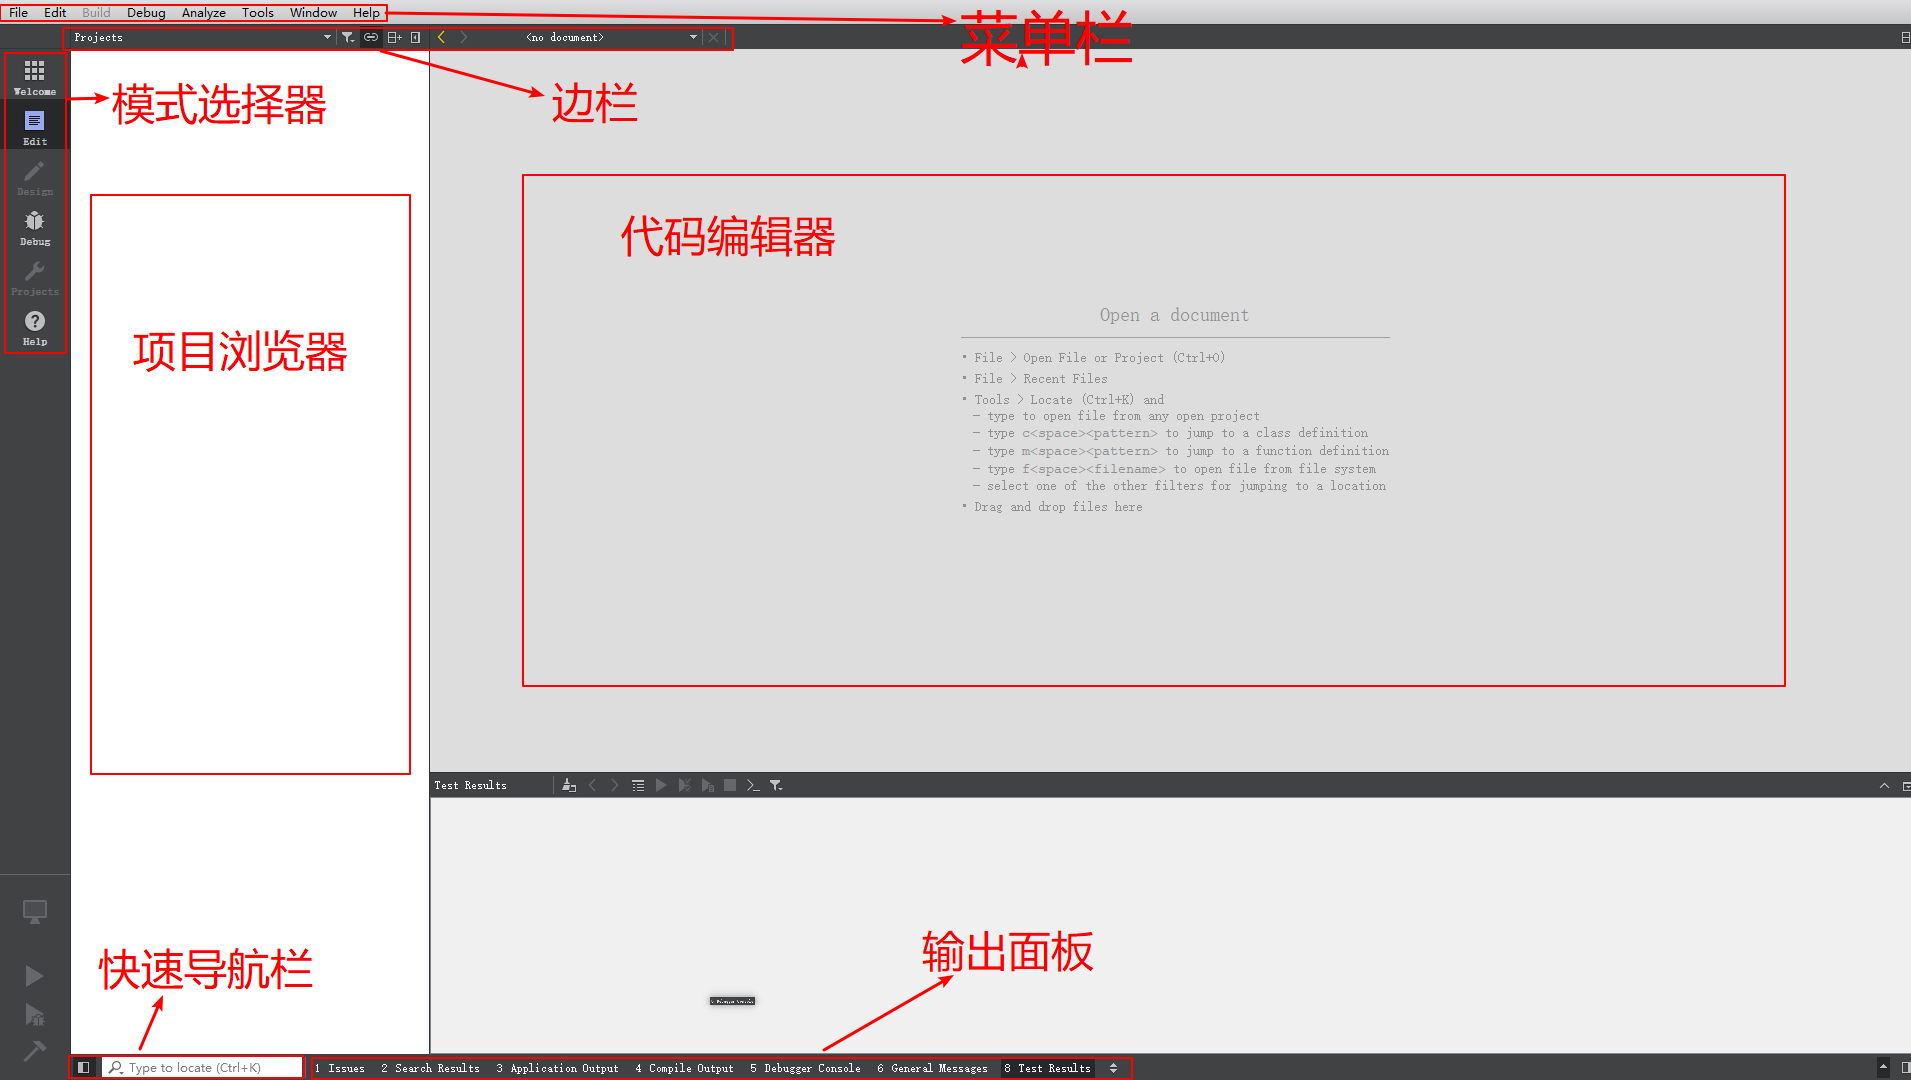 File Edit Build Debug Analyze Tools Window Help
菜单栏
Projects
<no document>
Welcome
模式选择器
边栏
Edit
Design
Debug
Projects
Help
项目浏览器
代码编辑器
Open a document
• File > Open File or Project (Ctrl+O)
• File > Recent Files
• Tools > Locate (Ctrl+K) and
- type to open file from any open project
- type c<space><pattern> to jump to a class definition
- type m<space><pattern> to jump to a function definition
- type f<space><filename> to open file from file system
- select one of the other filters for jumping to a location
• Drag and drop files here
Test Results
快速导航栏
输出面板
Type to locate (Ctrl+K)
1 Issues 2 Search Results 3 Application Output 4 Compile Output 5 Debugger Console 6 General Messages 8 Test Results